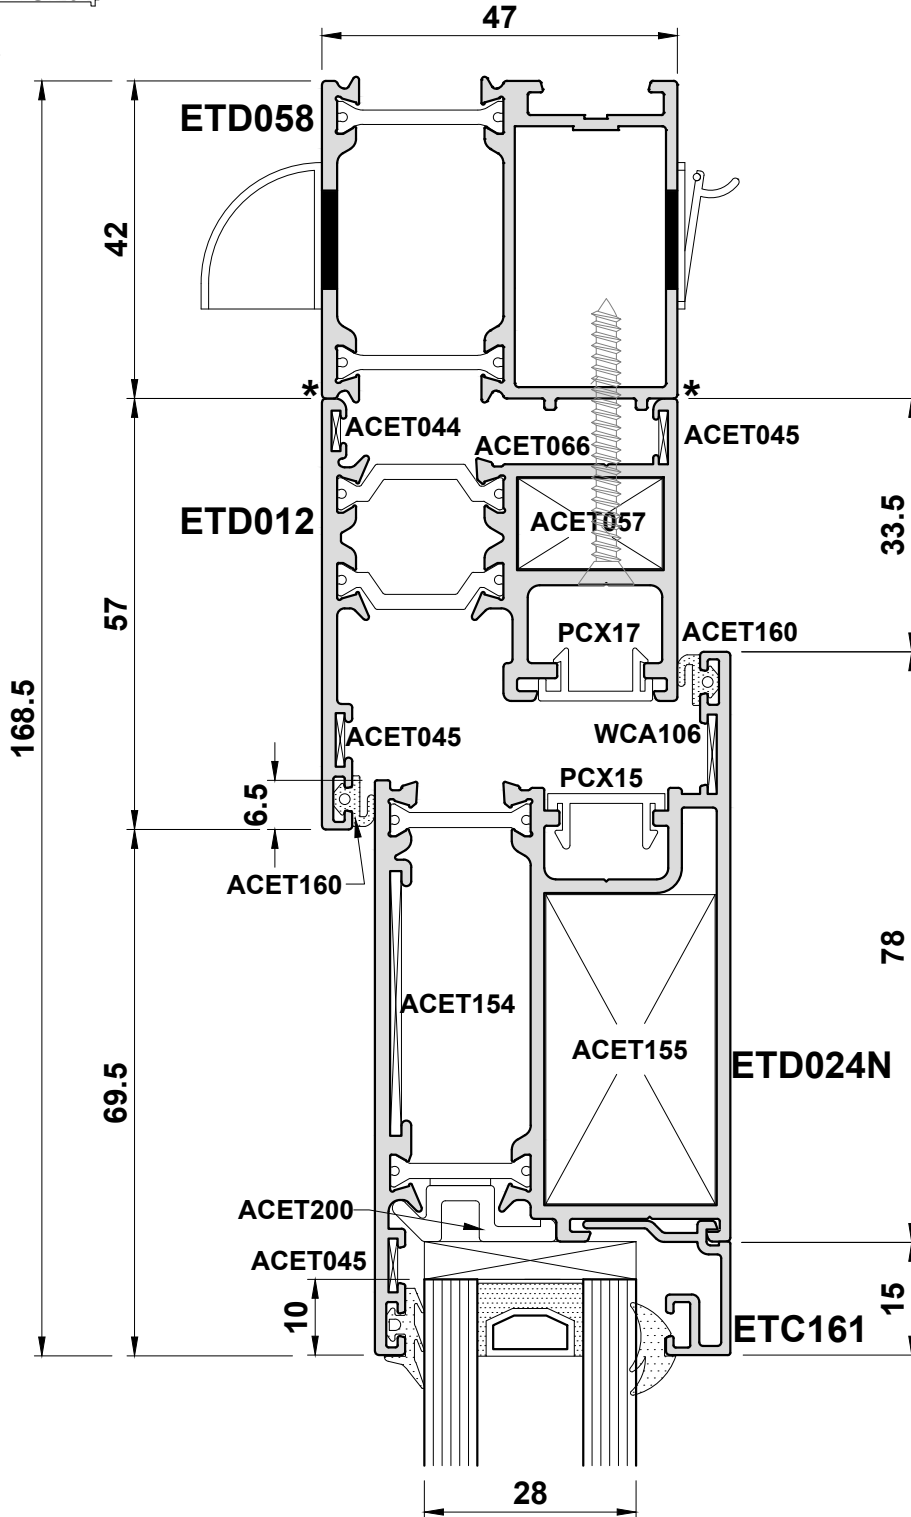 47
ETD058
42
*
*
ACET044
ACET066
ACET045
ETD012
ACET057
33.5
57
PCX17
ACET160
168.5
ACET045
WCA106
PCX15
6.5
ACET160
78
ACET154
ACET155
ETD024N
69.5
ACET200
ACET045
10
15
ETC161
28